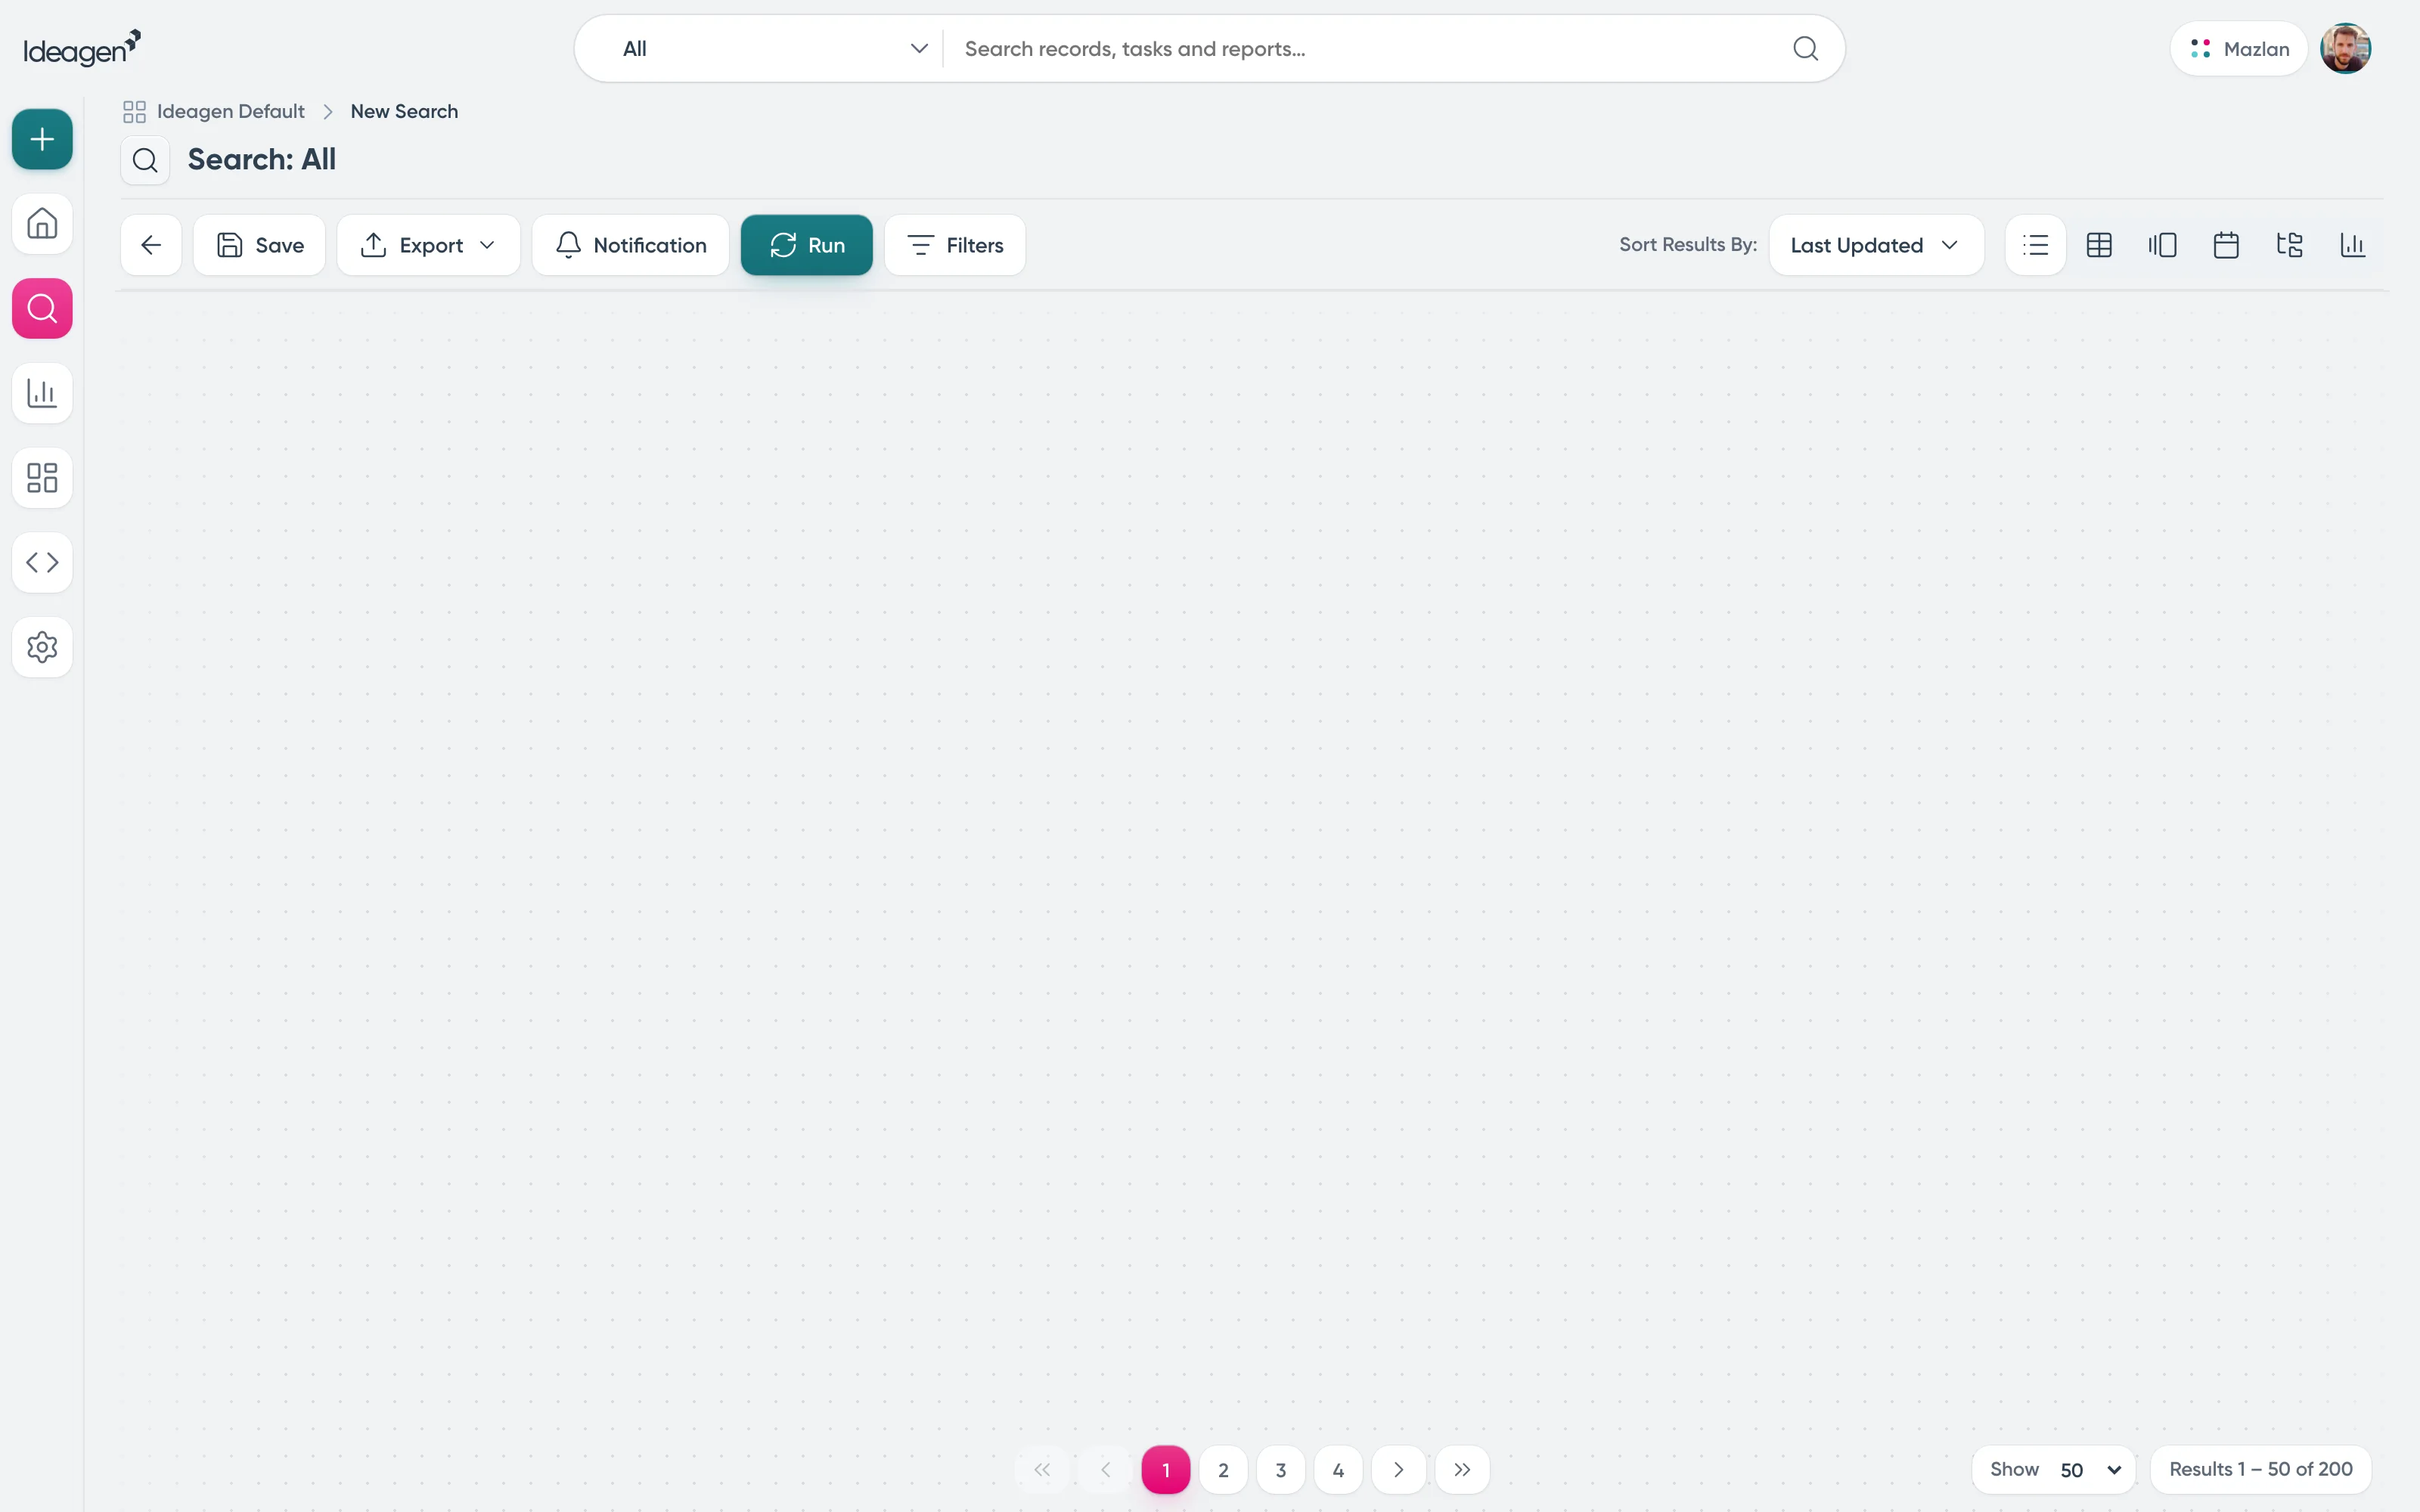 Ideagen
All
Search records, tasks and reports...
Mazlan
Ideagen Default
New Search
Search: All
Save
Export
Notification
Run
Filters
Sort Results By:
Last Updated
1
2
3
4
Show 50
Results 1 – 50 of 200